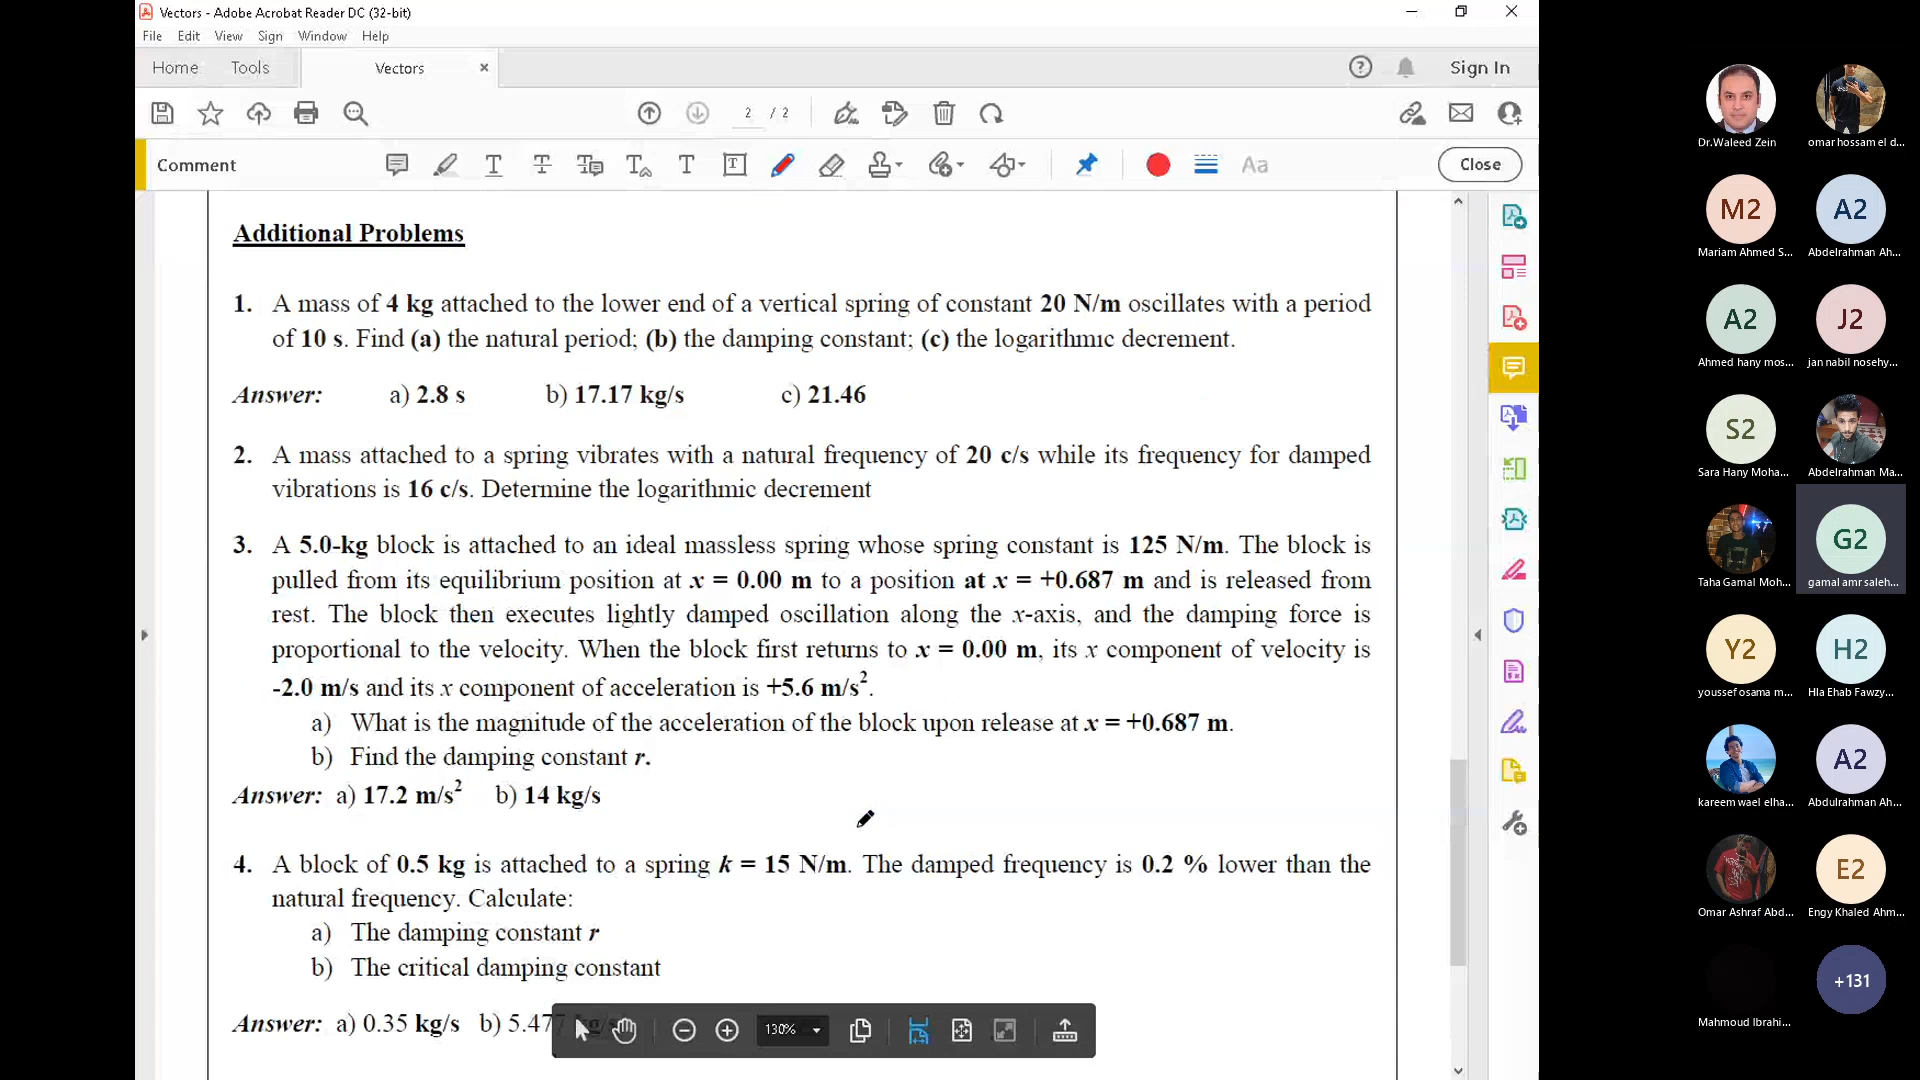 Vectors - Adobe Acrobat Reader DC (32-bit)
File Edit View Sign Window Help
Home Tools Vectors Sign In
2 / 2
Comment Close
Additional Problems
1. A mass of 4 kg attached to the lower end of a vertical spring of constant 20 N/m oscillates with a period
of 10 s. Find (a) the natural period; (b) the damping constant; (c) the logarithmic decrement.
Answer: a) 2.8 s b) 17.17 kg/s c) 21.46
2. A mass attached to a spring vibrates with a natural frequency of 20 c/s while its frequency for damped
vibrations is 16 c/s. Determine the logarithmic decrement
3. A 5.0-kg block is attached to an ideal massless spring whose spring constant is 125 N/m. The block is
pulled from its equilibrium position at x = 0.00 m to a position at x = +0.687 m and is released from
rest. The block then executes lightly damped oscillation along the x-axis, and the damping force is
proportional to the velocity. When the block first returns to x = 0.00 m, its x component of velocity is
-2.0 m/s and its x component of acceleration is +5.6 m/s².
a) What is the magnitude of the acceleration of the block upon release at x = +0.687 m.
b) Find the damping constant r.
Answer: a) 17.2 m/s² b) 14 kg/s
4. A block of 0.5 kg is attached to a spring k = 15 N/m. The damped frequency is 0.2 % lower than the
natural frequency. Calculate:
a) The damping constant r
b) The critical damping constant
Answer: a) 0.35 kg/s b) 5.477
130%
Dr.Waleed Zein omar hossam el d...
M2 A2
Mariam Ahmed S... Abdelrahman Ah...
A2 J2
Ahmed hany mos... jan nabil nosehy...
S2
Sara Hany Moha... Abdelrahman Ma...
G2
Taha Gamal Moh... gamal amr saleh...
Y2 H2
youssef osama m... Hla Ehab Fawzy...
A2
kareem wael elha... Abdulrahman Ah...
E2
Omar Ashraf Abd... Engy Khaled Ahm...
+131
Mahmoud Ibrahi...